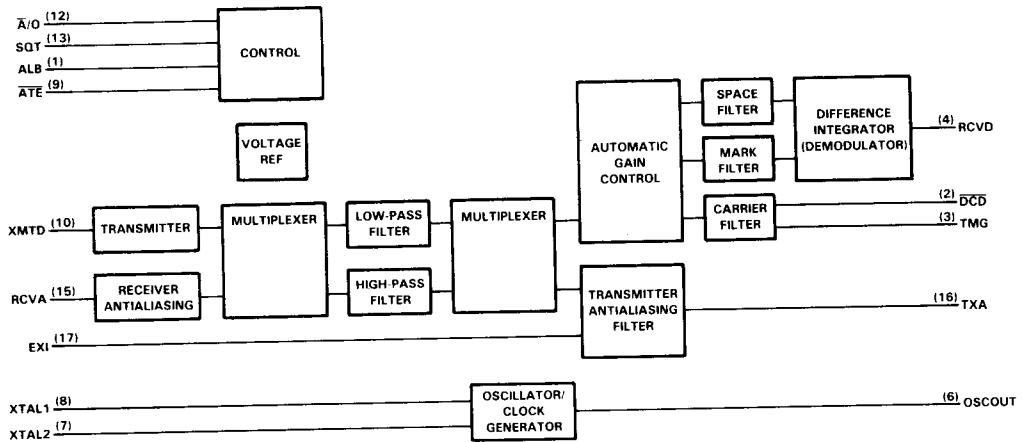 A̅/O (12)
SQT (13)
ALB (1)
A̅T̅E̅ (9)
CONTROL
VOLTAGE
REF
AUTOMATIC
GAIN
CONTROL
SPACE
FILTER
MARK
FILTER
CARRIER
FILTER
DIFFERENCE
INTEGRATOR
(DEMODULATOR)
(4) RCVD
(2) D̅C̅D̅
(3) TMG
XMTD (10)
TRANSMITTER
MULTIPLEXER
LOW-PASS
FILTER
MULTIPLEXER
RCVA (15)
RECEIVER
ANTIALIASING
HIGH-PASS
FILTER
TRANSMITTER
ANTIALIASING
FILTER
(16) TXA
EXI (17)
XTAL1 (8)
XTAL2 (7)
OSCILLATOR/
CLOCK
GENERATOR
(6) OSCOUT